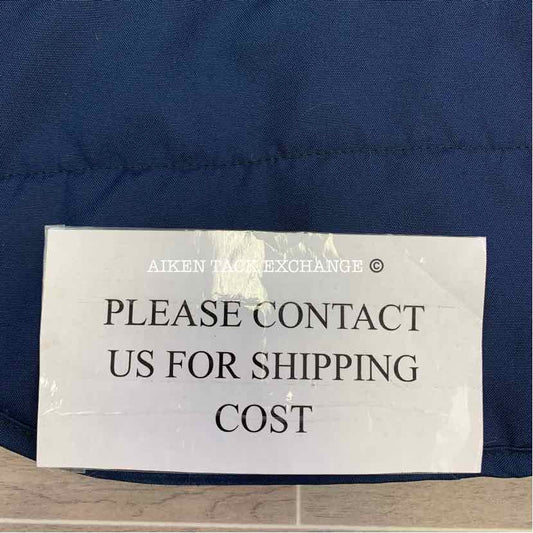 AIKEN TACK EXCHANGE ©
PLEASE CONTACT
US FOR SHIPPING
COST